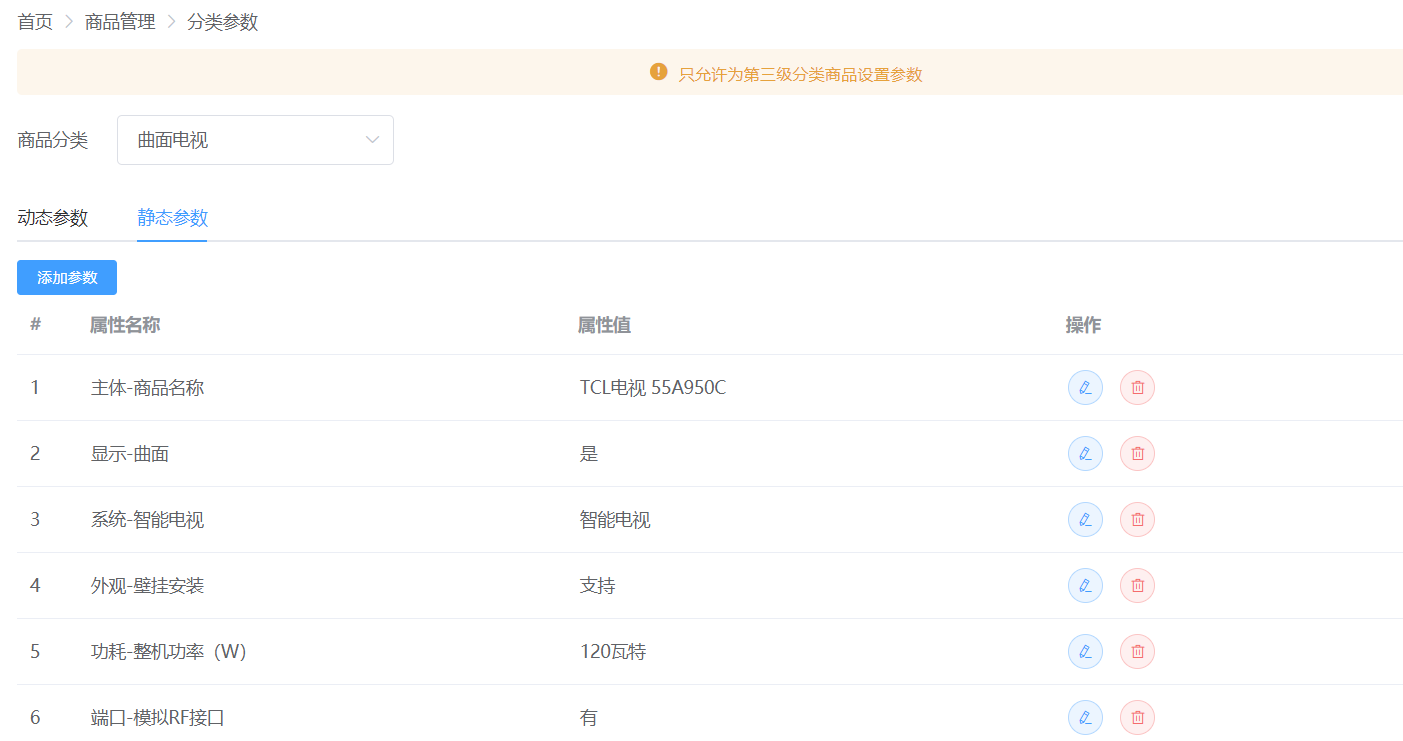 首页 > 商品管理 > 分类参数
只允许为第三级分类商品设置参数
商品分类 曲面电视
动态参数 静态参数
添加参数
# 属性名称 属性值 操作
1 主体-商品名称 TCL电视 55A950C
2 显示-曲面 是
3 系统-智能电视 智能电视
4 外观-壁挂安装 支持
5 功耗-整机功率（W） 120瓦特
6 端口-模拟RF接口 有